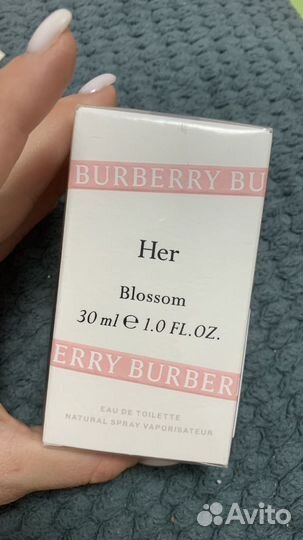 BURBERRY BU
Her
Blossom
30 ml ℮ 1.0 FL.OZ.
ERRY BURBER
EAU DE TOILETTE
NATURAL SPRAY VAPORISATEUR
Avito